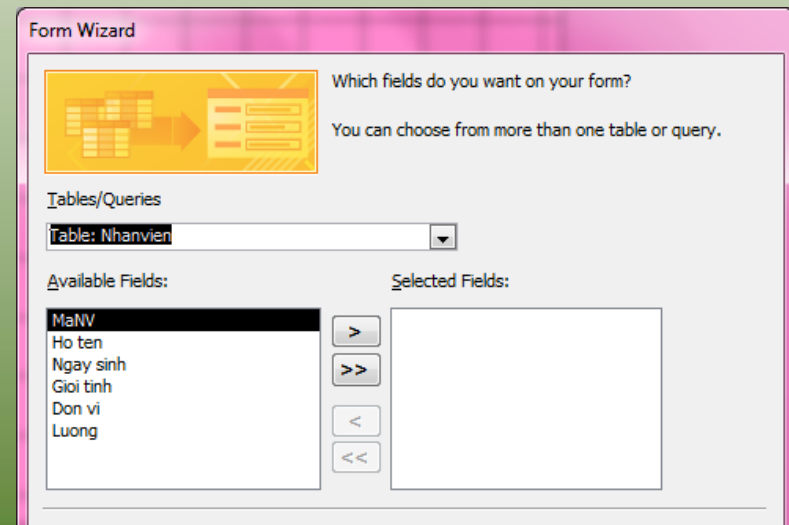 Form Wizard
Which fields do you want on your form?
You can choose from more than one table or query.
Tables/Queries
Table: Nhanvien
Available Fields:
Selected Fields:
MaNV
Ho ten
Ngay sinh
Gioi tinh
Don vi
Luong
>
>>
<
<<